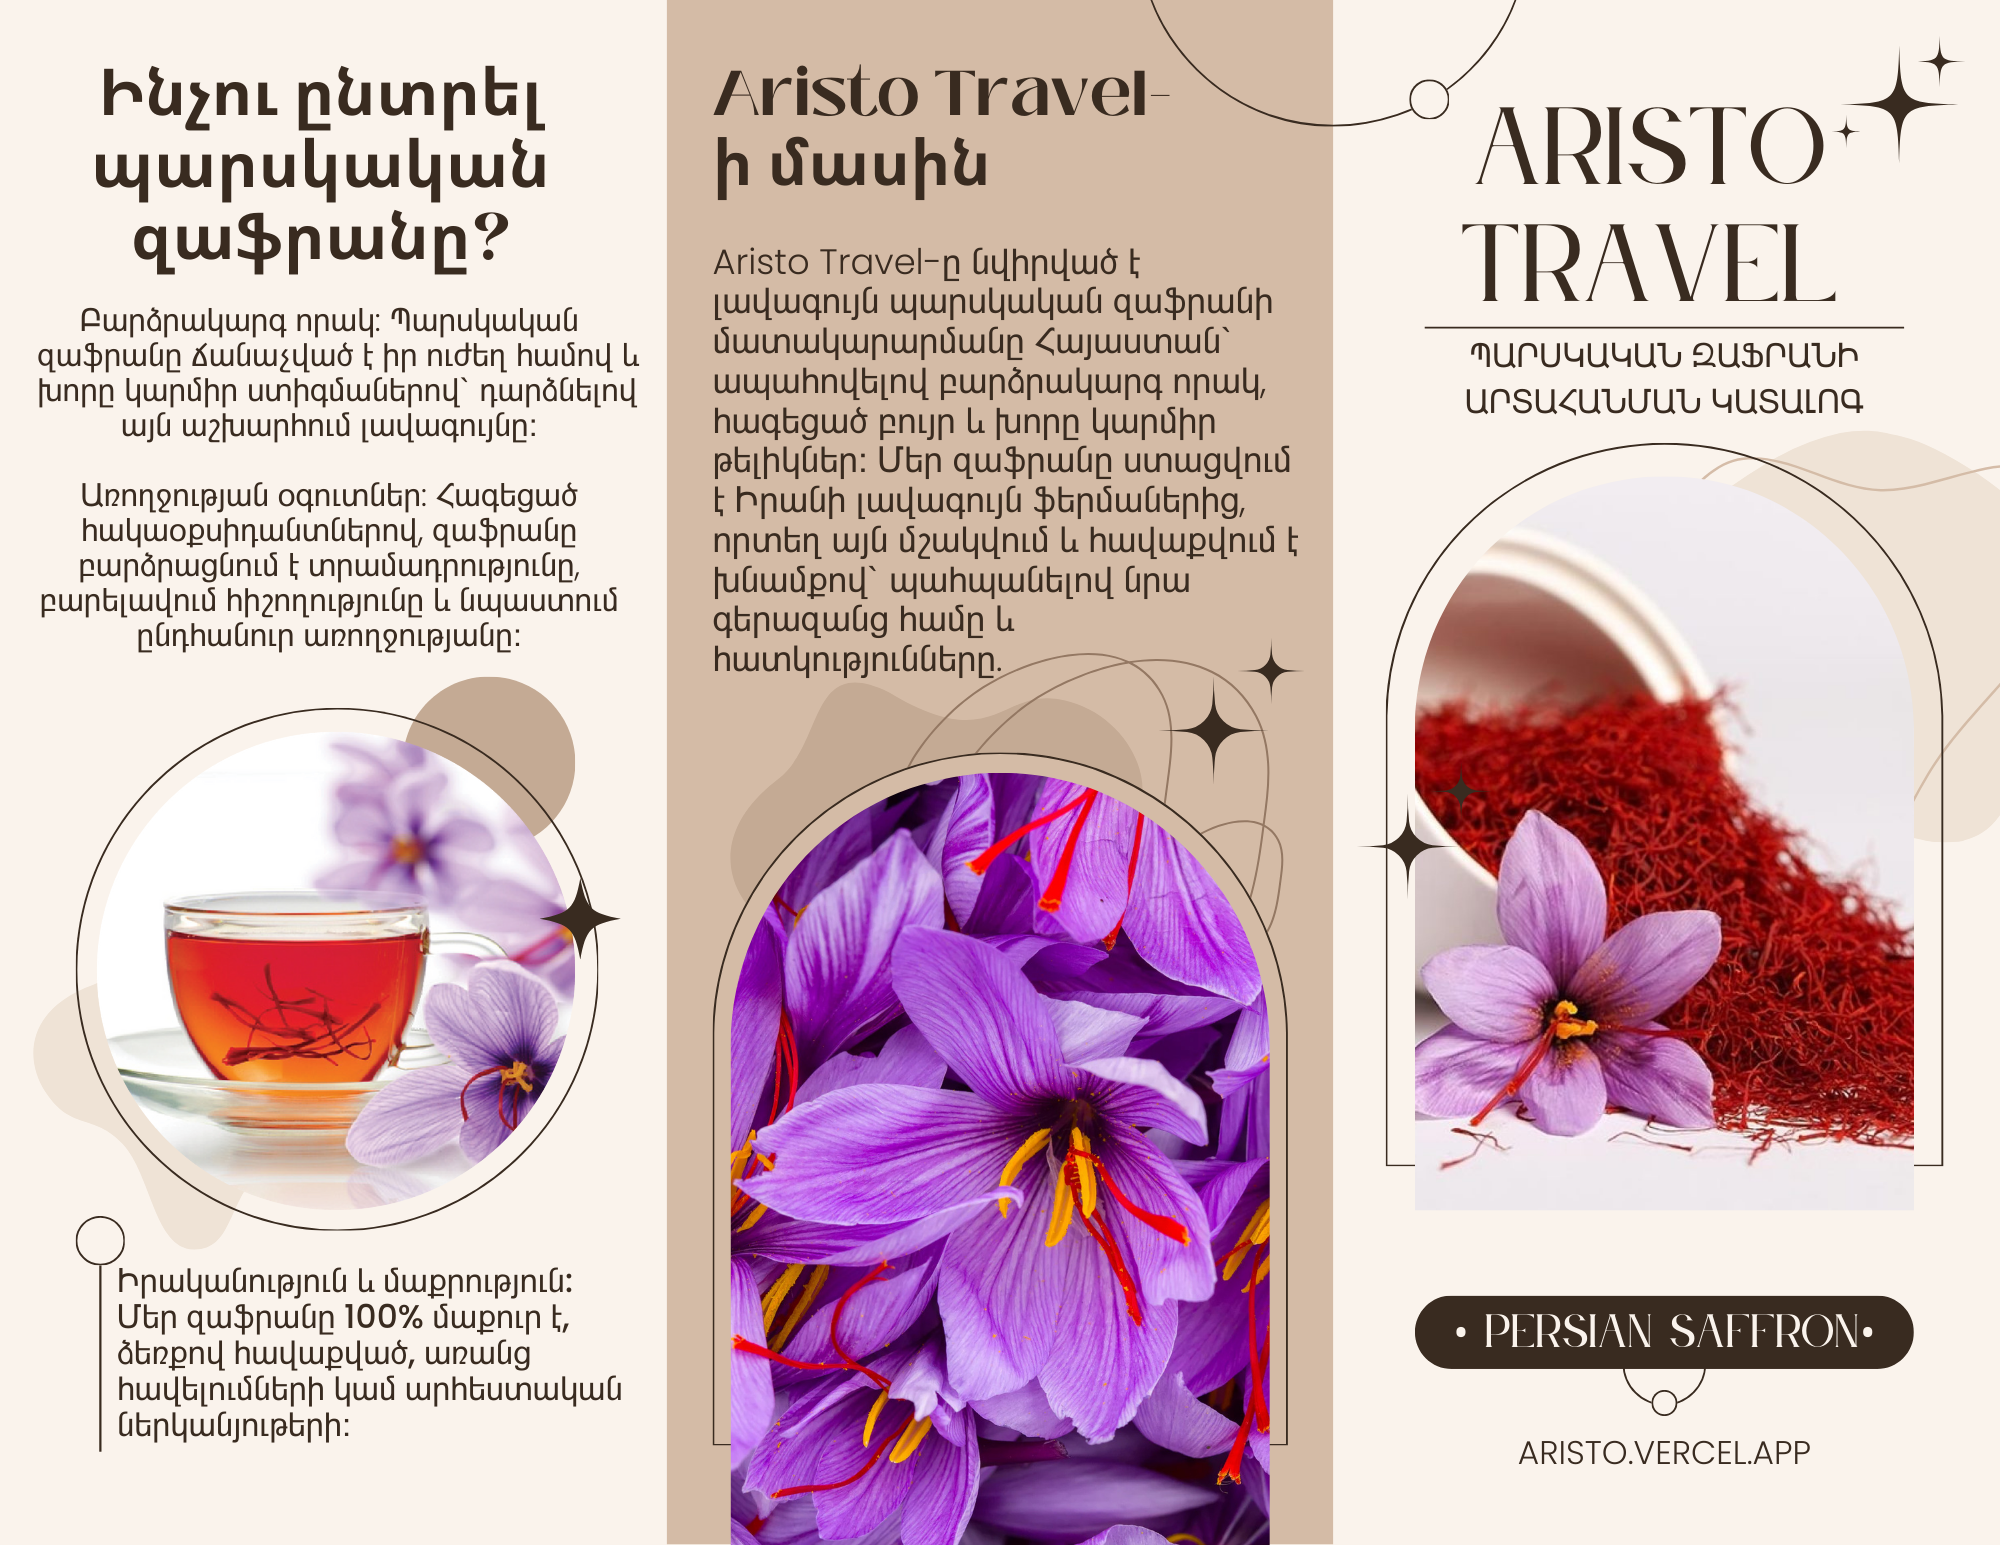 Ինչու ընտրել
պարսկական
զաֆրանը?
Բարձրակարգ որակ: Պարսկական
զաֆրանը ճանաչված է իր ուժեղ համով և
խորը կարմիր ստիգմաներով՝ դարձնելով
այն աշխարհում լավագույնը:
Առողջության օգուտներ: Հագեցած
հակաօքսիդանտներով, զաֆրանը
բարձրացնում է տրամադրությունը,
բարելավում հիշողությունը և նպաստում
ընդհանուր առողջությանը:
Իրականություն և մաքրություն:
Մեր զաֆրանը 100% մաքուր է,
ձեռքով հավաքված, առանց
հավելումների կամ արհեստական
ներկանյութերի:
Aristo Travel-
ի մասին
Aristo Travel-ը նվիրված է
լավագույն պարսկական զաֆրանի
մատակարարմանը Հայաստան՝
ապահովելով բարձրակարգ որակ,
հագեցած բույր և խորը կարմիր
թելիկներ: Մեր զաֆրանը ստացվում
է Իրանի լավագույն ֆերմաներից,
որտեղ այն մշակվում և հավաքվում է
խնամքով՝ պահպանելով նրա
գերազանց համը և
հատկությունները.
ARISTO
TRAVEL
ՊԱՐՍԿԱԿԱՆ ԶԱՖՐԱՆԻ
ԱՐՏԱՀԱՆՄԱՆ ԿԱՏԱԼՈԳ
• PERSIAN SAFFRON•
ARISTO.VERCEL.APP